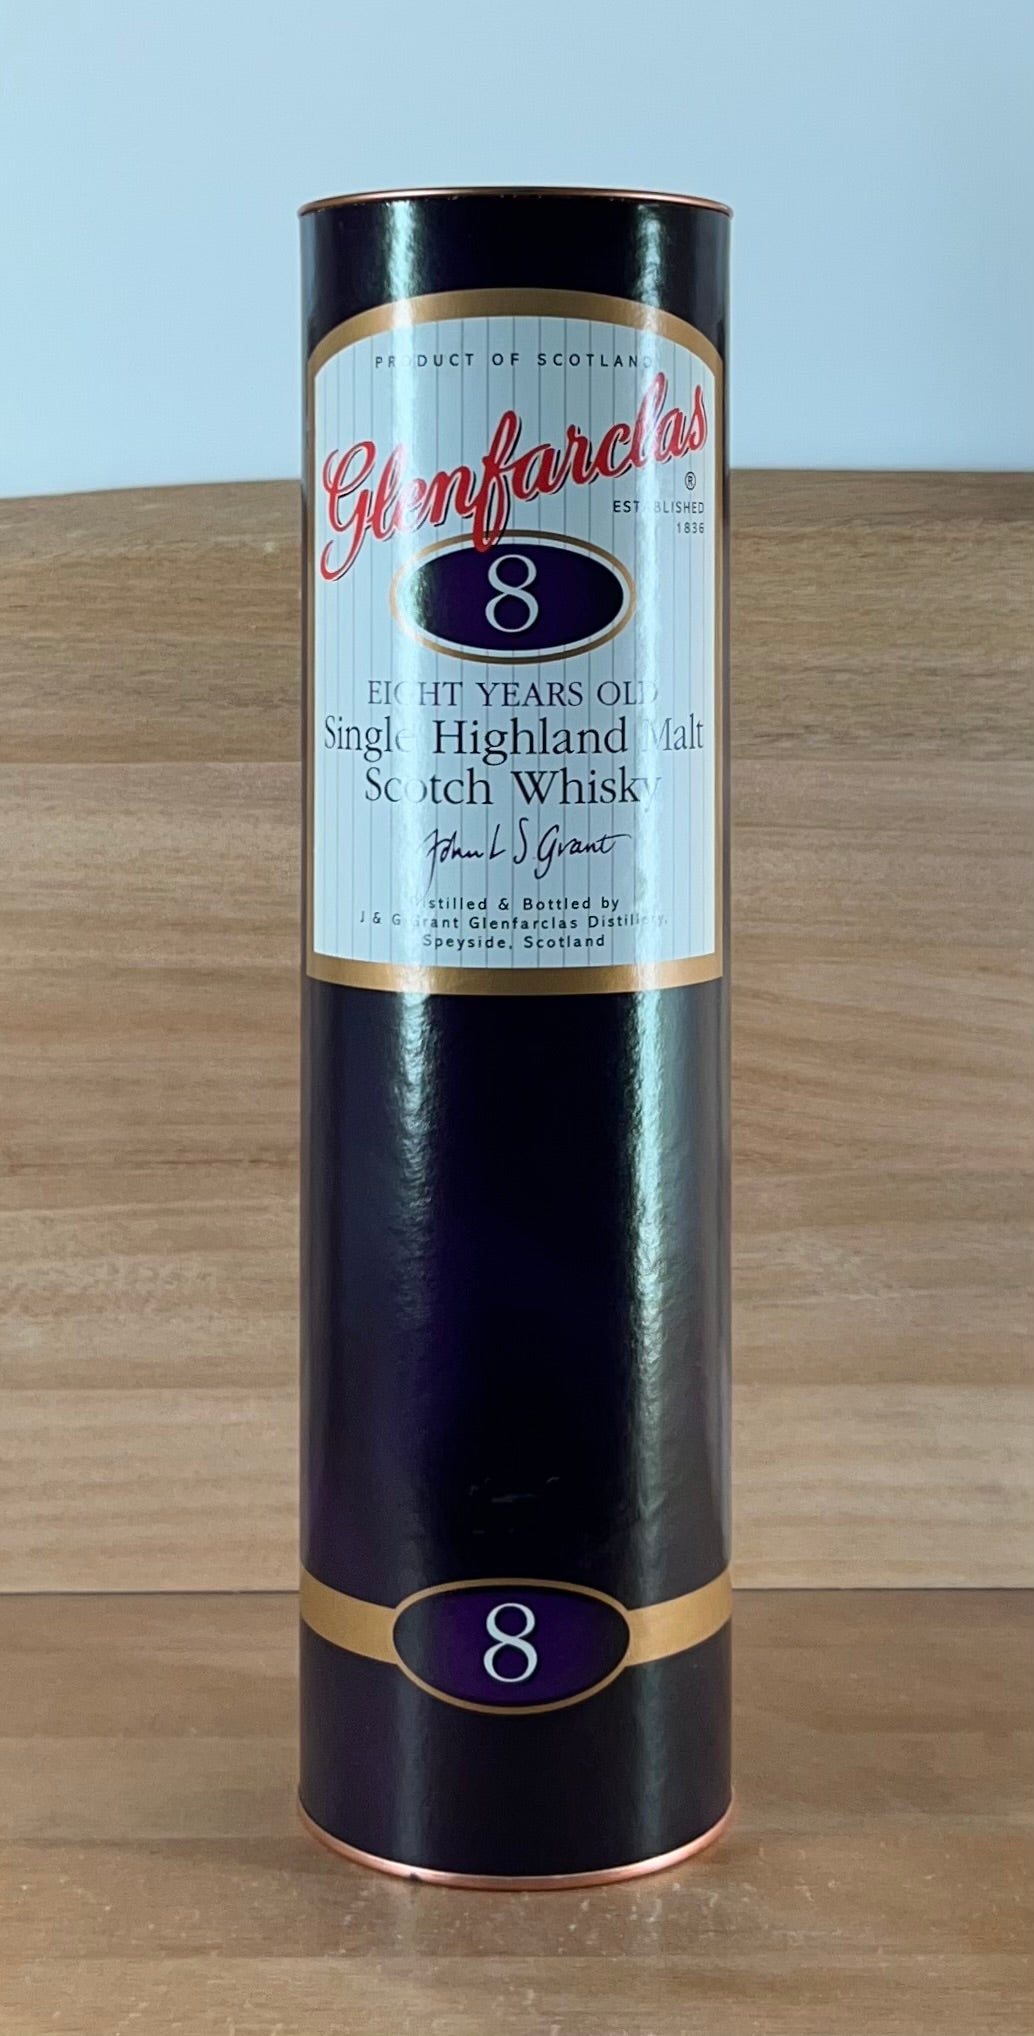 PRODUCT OF SCOTLAND
Glenfarclas
®
ESTABLISHED
1836
8
EIGHT YEARS OLD
Single Highland Malt
Scotch Whisky
John L S Grant
Distilled & Bottled by
J & G Grant Glenfarclas Distillery,
Speyside, Scotland
8